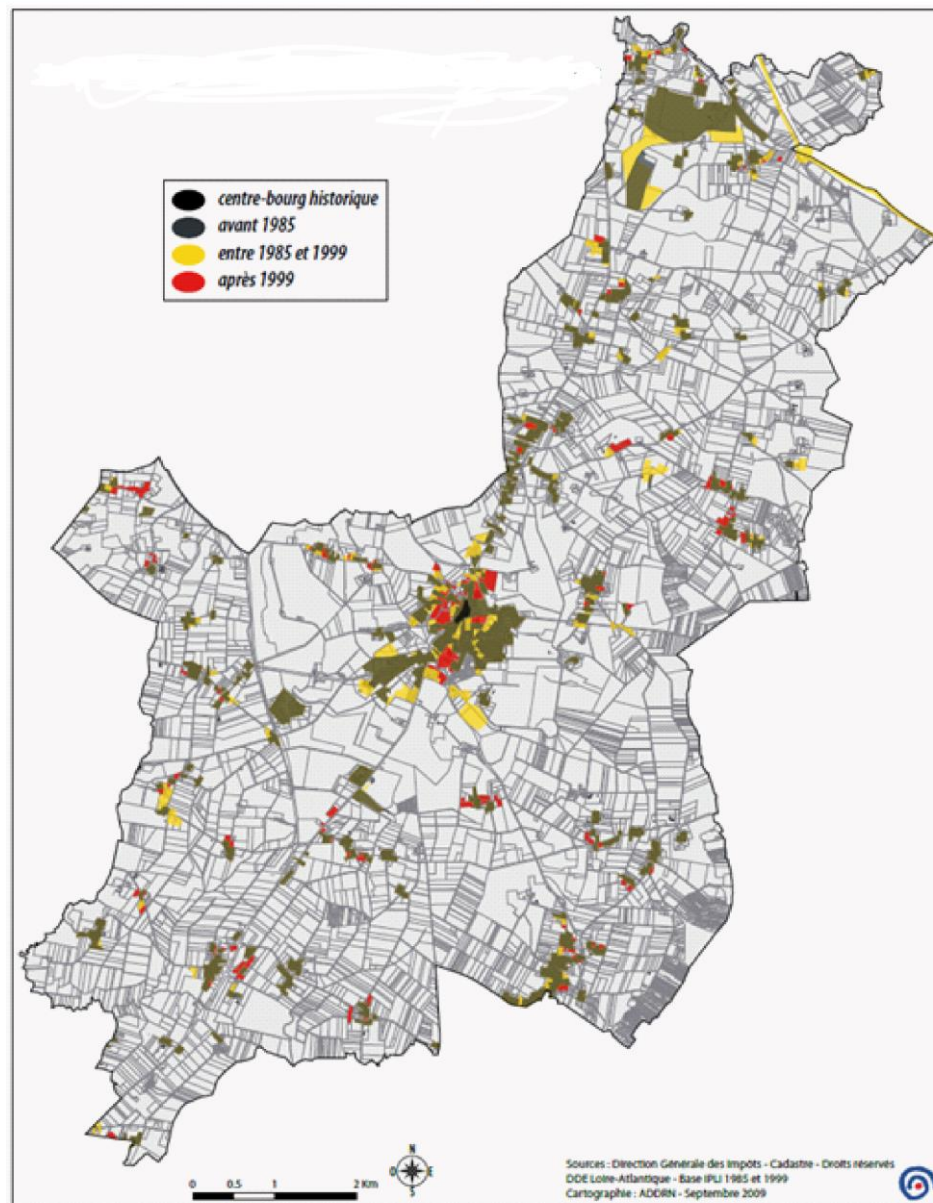 centre-bourg historique
avant 1985
entre 1985 et 1999
après 1999
N
O E
S
0 0.5 1 2 Km
Sources : Direction Générale des Impôts - Cadastre - Droits réservés
DDE Loire-Atlantique - Base IPLI 1985 et 1999
Cartographie : ADDRN - Septembre 2009